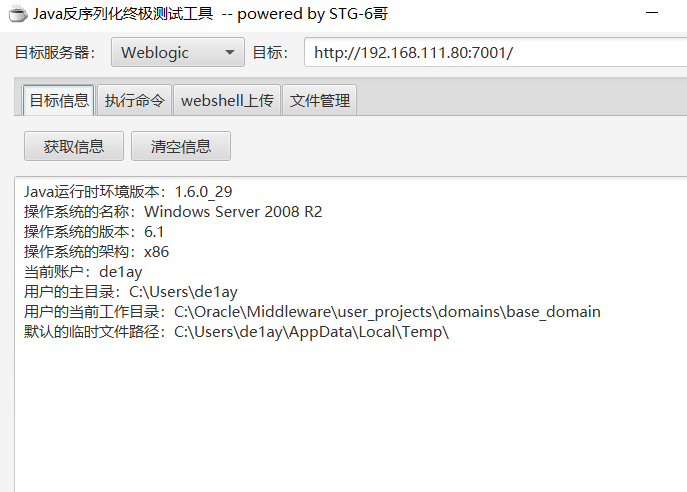 Java反序列化终极测试工具 -- powered by STG-6哥
目标服务器： Weblogic 目标： http://192.168.111.80:7001/
目标信息 执行命令 webshell上传 文件管理
获取信息 清空信息
Java运行时环境版本：1.6.0_29
操作系统的名称：Windows Server 2008 R2
操作系统的版本：6.1
操作系统的架构：x86
当前账户：de1ay
用户的主目录：C:\Users\de1ay
用户的当前工作目录：C:\Oracle\Middleware\user_projects\domains\base_domain
默认的临时文件路径：C:\Users\de1ay\AppData\Local\Temp\